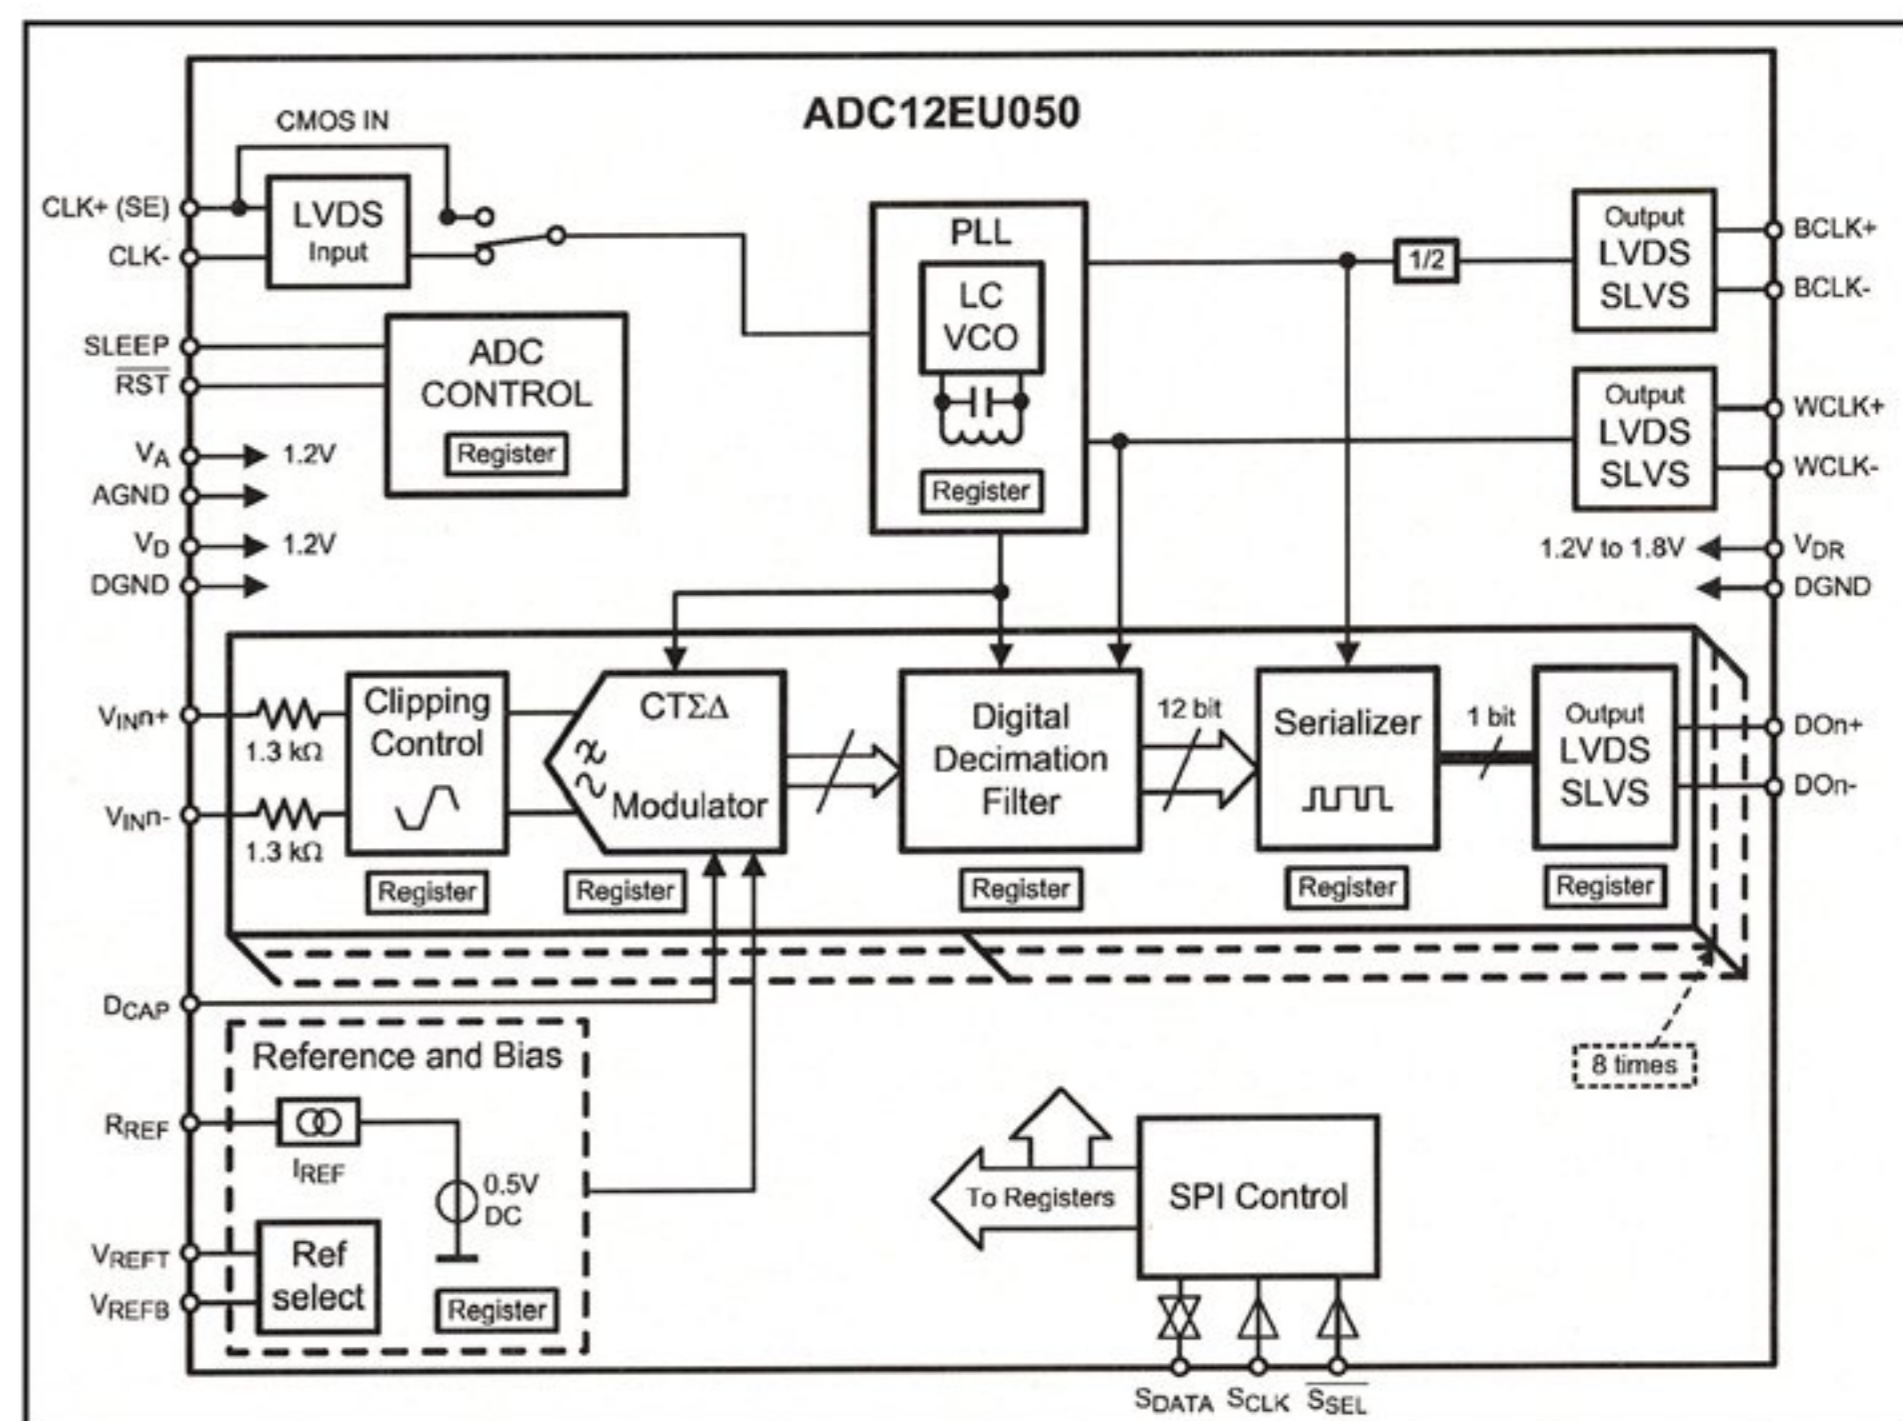 ADC12EU050
CMOS IN
CLK+ (SE)
CLK-
LVDS
Input
SLEEP
RST
ADC
CONTROL
Register
VA
1.2V
AGND
VD
1.2V
DGND
PLL
LC
VCO
Register
1/2
Output
LVDS
SLVS
BCLK+
BCLK-
Output
LVDS
SLVS
WCLK+
WCLK-
1.2V to 1.8V
VDR
DGND
VINn+
1.3 kΩ
VINn-
1.3 kΩ
Clipping
Control
Register
CTΣΔ
Modulator
Register
Digital
Decimation
Filter
Register
12 bit
Serializer
Register
1 bit
Output
LVDS
SLVS
Register
DOn+
DOn-
8 times
DCAP
Reference and Bias
RREF
IREF
0.5V
DC
VREFT
VREFB
Ref
select
Register
To Registers
SPI Control
SDATA SCLK SSEL